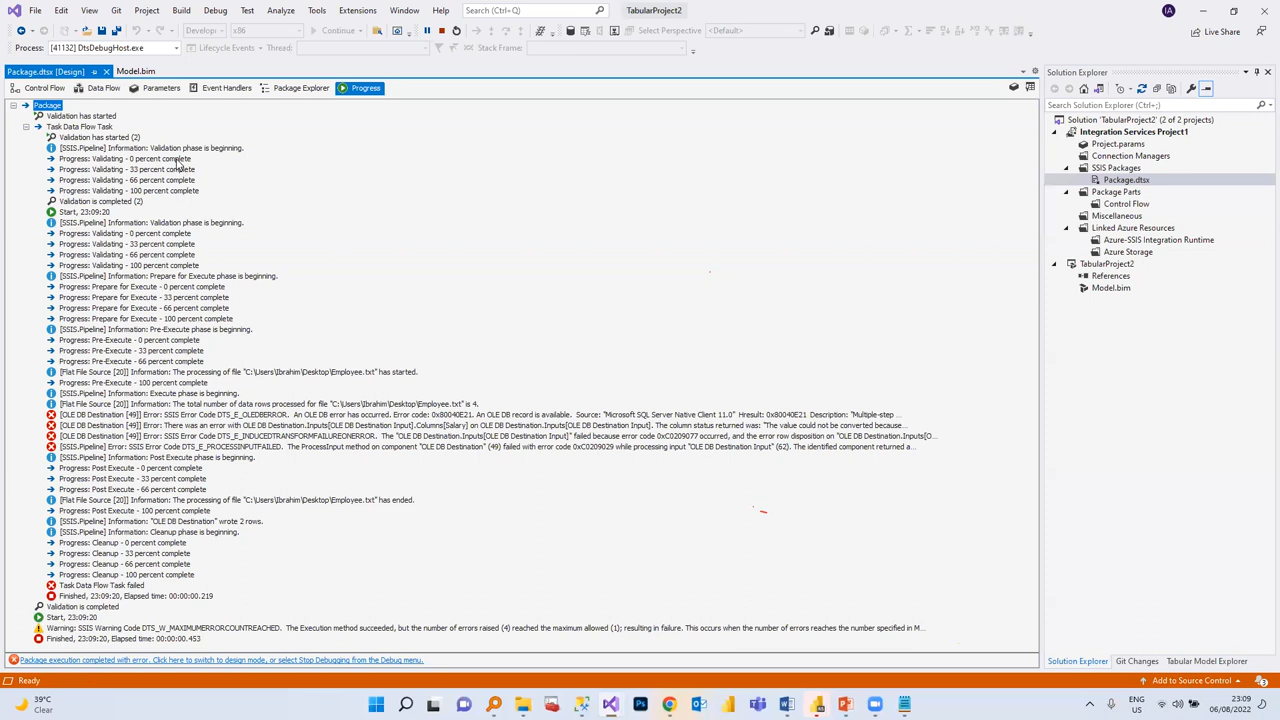 File Edit View Git Project Build Debug Test Analyze Tools Extensions Window Help Search (Ctrl+Q) TabularProject2 IA
Develop x86 Continue Select Perspective <Default> Live Share
Process: [41132] DtsDebugHost.exe Lifecycle Events Thread: Stack Frame:
Package.dtsx [Design] Model.bim
Control Flow Data Flow Parameters Event Handlers Package Explorer Progress
Package
Validation has started
Task Data Flow Task
Validation has started (2)
[SSIS.Pipeline] Information: Validation phase is beginning.
Progress: Validating - 0 percent complete
Progress: Validating - 33 percent complete
Progress: Validating - 66 percent complete
Progress: Validating - 100 percent complete
Validation is completed (2)
Start, 23:09:20
[SSIS.Pipeline] Information: Validation phase is beginning.
Progress: Validating - 0 percent complete
Progress: Validating - 33 percent complete
Progress: Validating - 66 percent complete
Progress: Validating - 100 percent complete
[SSIS.Pipeline] Information: Prepare for Execute phase is beginning.
Progress: Prepare for Execute - 0 percent complete
Progress: Prepare for Execute - 33 percent complete
Progress: Prepare for Execute - 66 percent complete
Progress: Prepare for Execute - 100 percent complete
[SSIS.Pipeline] Information: Pre-Execute phase is beginning.
Progress: Pre-Execute - 0 percent complete
Progress: Pre-Execute - 33 percent complete
Progress: Pre-Execute - 66 percent complete
[Flat File Source [20]] Information: The processing of file "C:\Users\Ibrahim\Desktop\Employee.txt" has started.
Progress: Pre-Execute - 100 percent complete
[SSIS.Pipeline] Information: Execute phase is beginning.
[Flat File Source [20]] Information: The total number of data rows processed for file "C:\Users\Ibrahim\Desktop\Employee.txt" is 4.
[OLE DB Destination [49]] Error: SSIS Error Code DTS_E_OLEDBERROR. An OLE DB error has occurred. Error code: 0x80040E21. An OLE DB record is available. Source: "Microsoft SQL Server Native Client 11.0" Hresult: 0x80040E21 Description: "Multiple-step ...
[OLE DB Destination [49]] Error: There was an error with OLE DB Destination.Inputs[OLE DB Destination Input].Columns[Salary] on OLE DB Destination.Inputs[OLE DB Destination Input]. The column status returned was: "The value could not be converted because...
[OLE DB Destination [49]] Error: SSIS Error Code DTS_E_INDUCEDTRANSFORMFAILUREONERROR. The "OLE DB Destination.Inputs[OLE DB Destination Input]" failed because error code 0xC0209077 occurred, and the error row disposition on "OLE DB Destination.Inputs[O...
[SSIS.Pipeline] Error: SSIS Error Code DTS_E_PROCESSINPUTFAILED. The ProcessInput method on component "OLE DB Destination" (49) failed with error code 0xC0209029 while processing input "OLE DB Destination Input" (62). The identified component returned a...
[SSIS.Pipeline] Information: Post Execute phase is beginning.
Progress: Post Execute - 0 percent complete
Progress: Post Execute - 33 percent complete
Progress: Post Execute - 66 percent complete
[Flat File Source [20]] Information: The processing of file "C:\Users\Ibrahim\Desktop\Employee.txt" has ended.
Progress: Post Execute - 100 percent complete
[SSIS.Pipeline] Information: "OLE DB Destination" wrote 2 rows.
[SSIS.Pipeline] Information: Cleanup phase is beginning.
Progress: Cleanup - 0 percent complete
Progress: Cleanup - 33 percent complete
Progress: Cleanup - 66 percent complete
Progress: Cleanup - 100 percent complete
Task Data Flow Task failed
Finished, 23:09:20, Elapsed time: 00:00:00.219
Validation is completed
Start, 23:09:20
Warning: SSIS Warning Code DTS_W_MAXIMUMERRORCOUNTREACHED. The Execution method succeeded, but the number of errors raised (4) reached the maximum allowed (1); resulting in failure. This occurs when the number of errors reaches the number specified in M...
Finished, 23:09:20, Elapsed time: 00:00:00.453
Package execution completed with error. Click here to switch to design mode, or select Stop Debugging from the Debug menu.
Solution Explorer
Search Solution Explorer (Ctrl+;)
Solution 'TabularProject2' (2 of 2 projects)
Integration Services Project1
Project.params
Connection Managers
SSIS Packages
Package.dtsx
Package Parts
Control Flow
Miscellaneous
Linked Azure Resources
Azure-SSIS Integration Runtime
Azure Storage
TabularProject2
References
Model.bim
Solution Explorer Git Changes Tabular Model Explorer
Ready Add to Source Control 3
39°C
Clear
ENG
US
23:09
06/08/2022